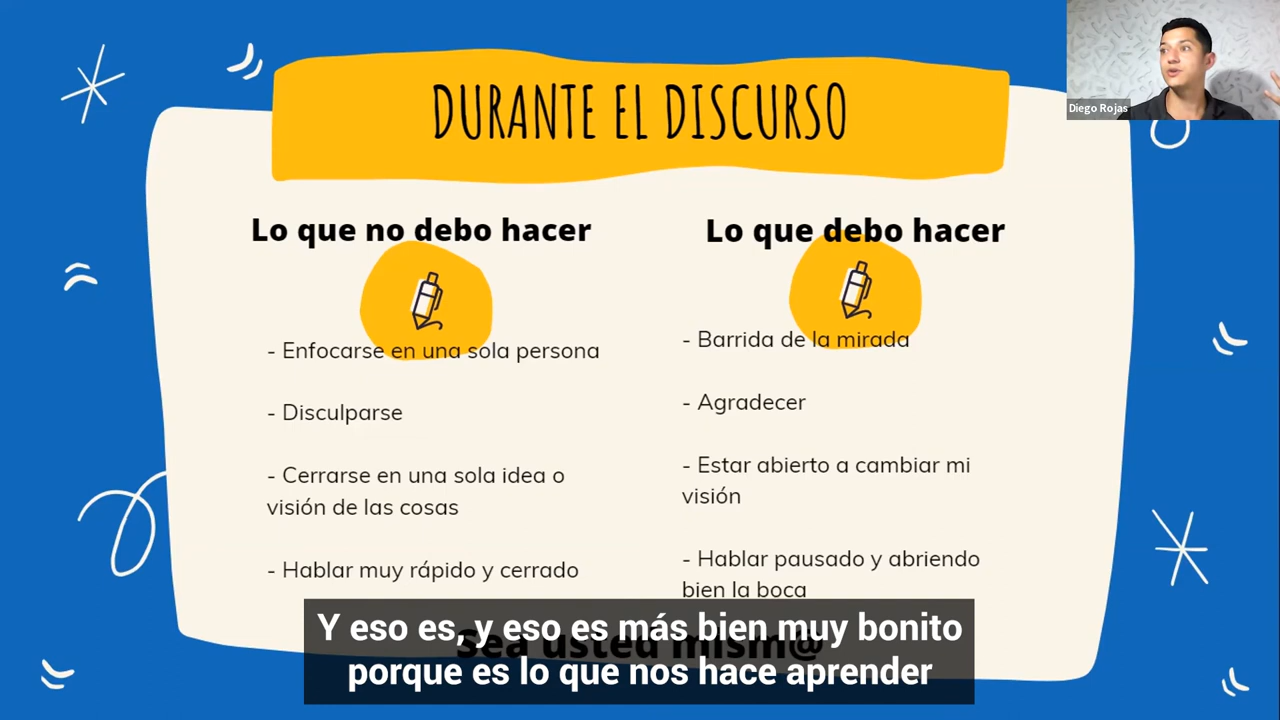 DURANTE EL DISCURSO
Diego Rojas
Lo que no debo hacer
- Enfocarse en una sola persona
- Disculparse
- Cerrarse en una sola idea o
visión de las cosas
- Hablar muy rápido y cerrado
Lo que debo hacer
- Barrida de la mirada
- Agradecer
- Estar abierto a cambiar mi
visión
- Hablar pausado y abriendo
bien la boca
Sea usted mism@
Y eso es, y eso es más bien muy bonito
porque es lo que nos hace aprender